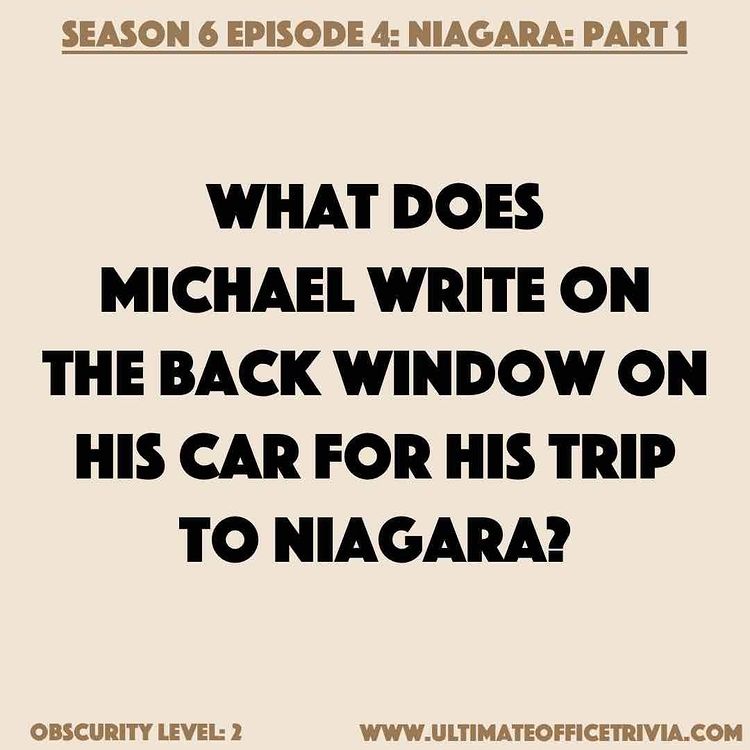 SEASON 6 EPISODE 4: NIAGARA: PART 1
WHAT DOES
MICHAEL WRITE ON
THE BACK WINDOW ON
HIS CAR FOR HIS TRIP
TO NIAGARA?
OBSCURITY LEVEL: 2
WWW.ULTIMATEOFFICETRIVIA.COM